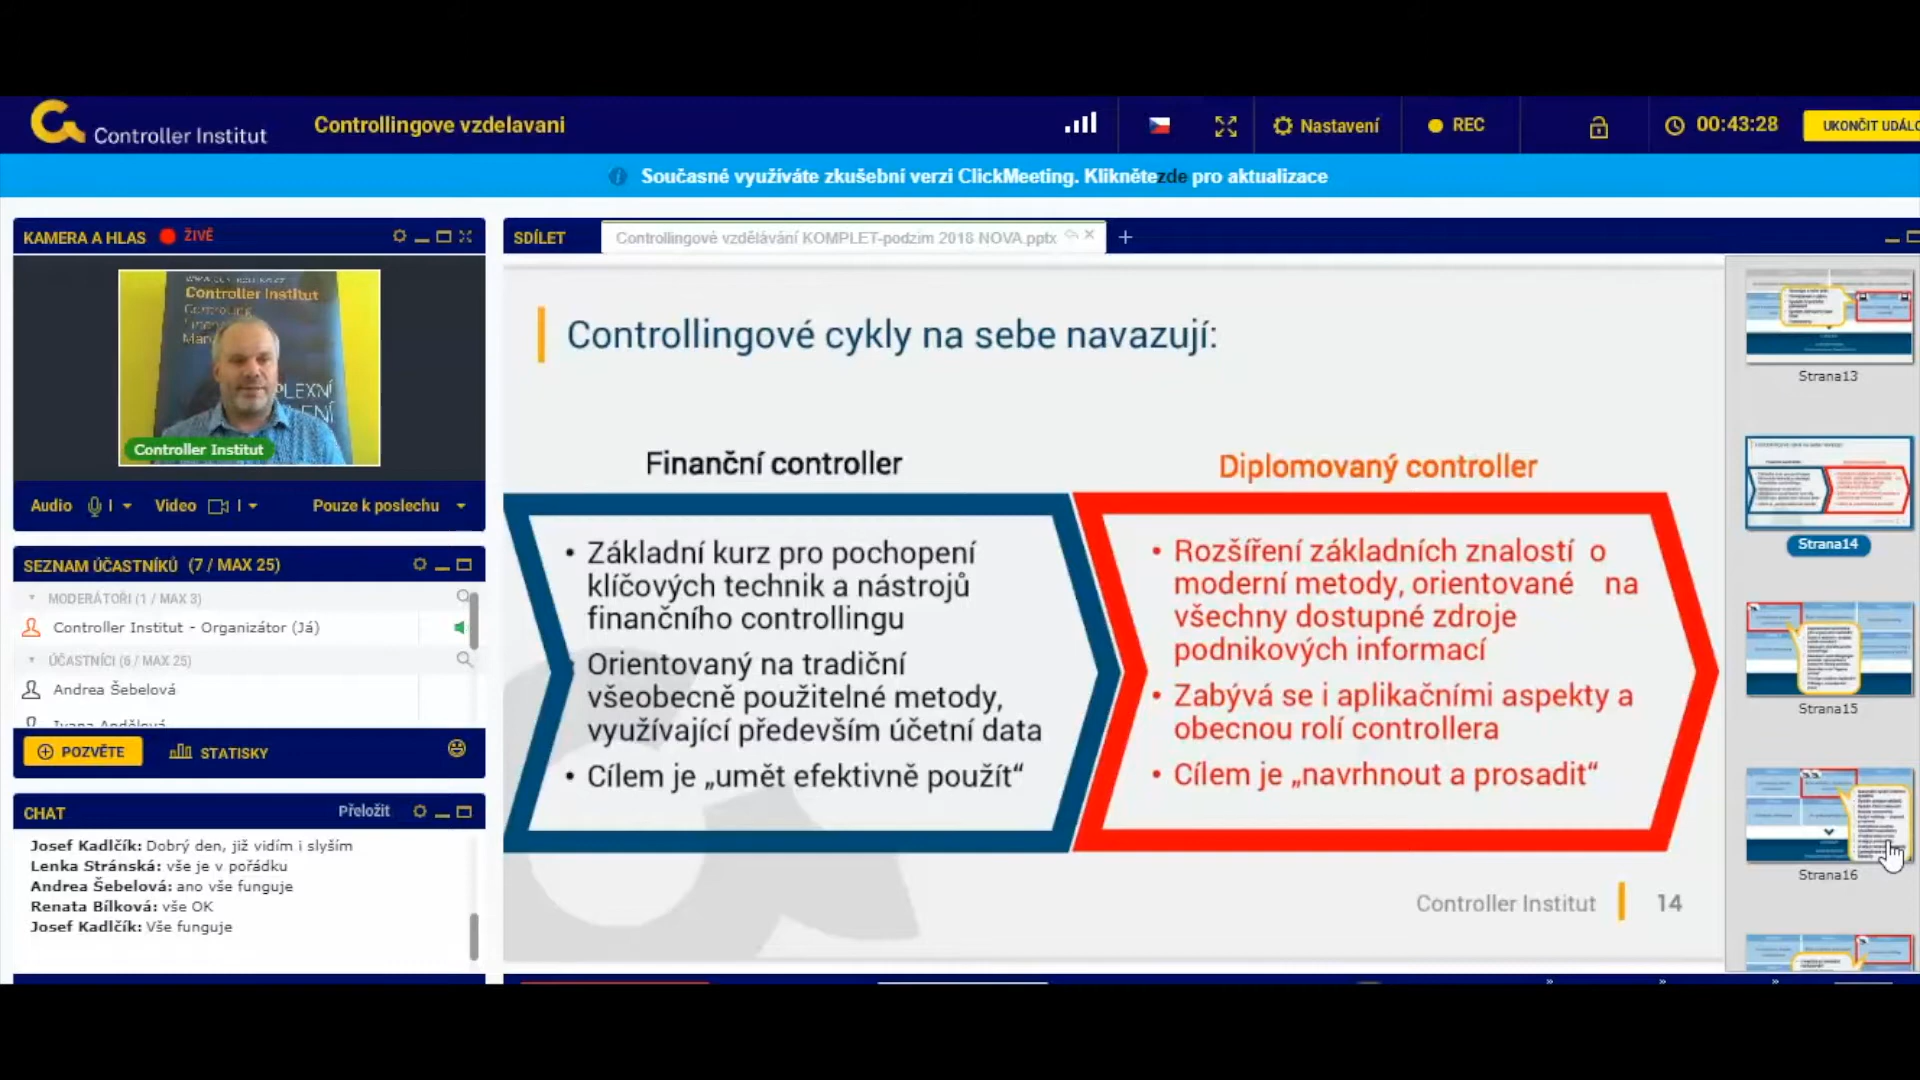 Controller Institut
Controllingove vzdelavani
Nastavení
REC
00:43:28
UKONČIT UDÁLO
Současné využíváte zkušební verzi ClickMeeting. Kliknětezde pro aktualizace
KAMERA A HLAS
ŽIVĚ
Controller Institut
Controller Institut
Audio
Video
Pouze k poslechu
SEZNAM ÚČASTNÍKŮ (7 / MAX 25)
MODERÁTOŘI (1 / MAX 3)
Controller Institut - Organizátor (Já)
ÚČASTNÍCI (6 / MAX 25)
Andrea Šebelová
Ivana Andělová
POZVĚTE
STATISKY
CHAT
Přeložit
Josef Kadlčík: Dobrý den, již vidím i slyším
Lenka Stránská: vše je v pořádku
Andrea Šebelová: ano vše funguje
Renata Bílková: vše OK
Josef Kadlčík: Vše funguje
SDÍLET
Controllingové vzdělávání KOMPLET-podzim 2018 NOVA.pptx
Controllingové cykly na sebe navazují:
Finanční controller
• Základní kurz pro pochopení
klíčových technik a nástrojů
finančního controllingu
Orientovaný na tradiční
všeobecně použitelné metody,
využívající především účetní data
• Cílem je „umět efektivně použít“
Diplomovaný controller
• Rozšíření základních znalostí o
moderní metody, orientované na
všechny dostupné zdroje
podnikových informací
• Zabývá se i aplikačními aspekty a
obecnou rolí controllera
• Cílem je „navrhnout a prosadit“
Controller Institut
14
Strana13
Strana14
Strana15
Strana16